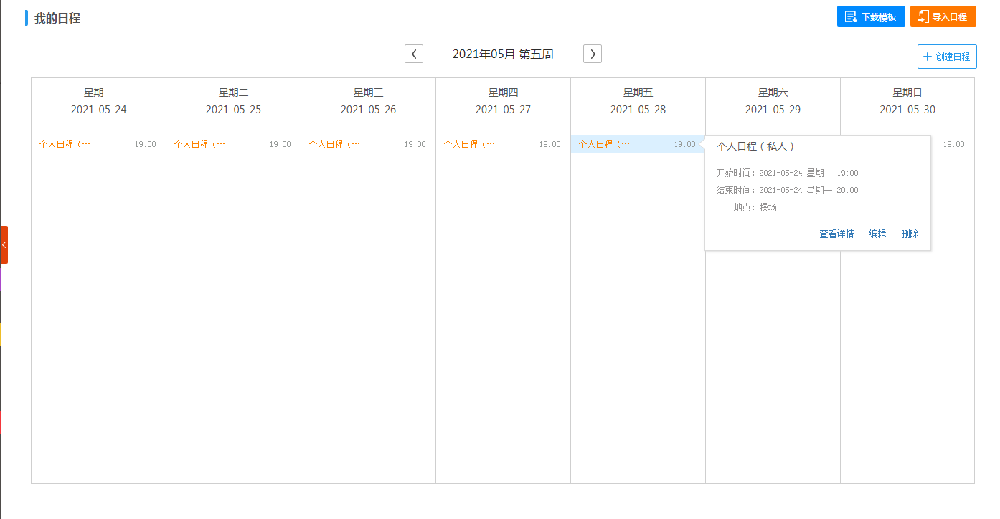 我的日程
下载模板
导入日程
2021年05月 第五周
+ 创建日程
星期一 星期二 星期三 星期四 星期五 星期六 星期日
2021-05-24 2021-05-25 2021-05-26 2021-05-27 2021-05-28 2021-05-29 2021-05-30
个人日程（… 19:00 个人日程（… 19:00 个人日程（… 19:00 个人日程（… 19:00 个人日程（… 19:00 19:00
个人日程 ( 私人 )
开始时间：2021-05-24 星期一 19:00
结束时间：2021-05-24 星期一 20:00
地点：操场
查看详情 编辑 删除